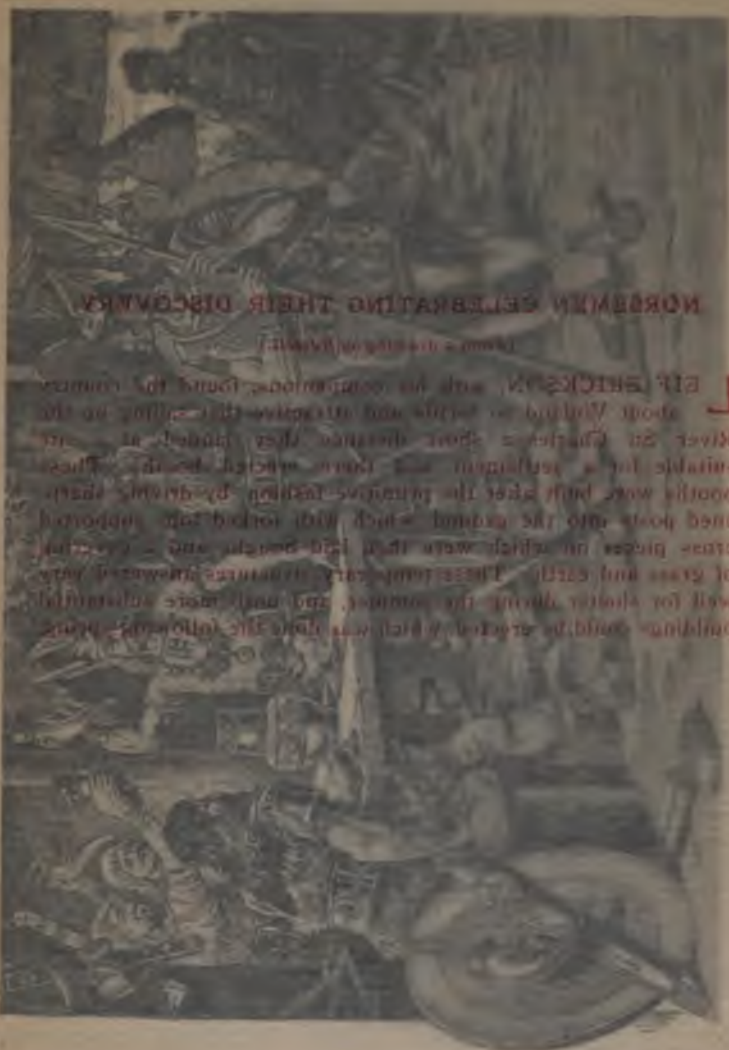 NORSEMEN CELEBRATING THEIR DISCOVERY
(From a drawing
LEIF ERICKSON, with his companions, found the country
about Vinland so fertile and attractive that sailing up the
River St. Charles a short distance they landed at a
suitable for a settlement and there erected booths. These
booths were built after the primitive fashion by driving sharp-
ened posts into the ground which with forked tops supported
cross pieces on which were then laid boughs and a covering
of grass and earth. These temporary structures answered very
well for shelter during the summer, and until more substantial
buildings could be erected, which was done the following spring.